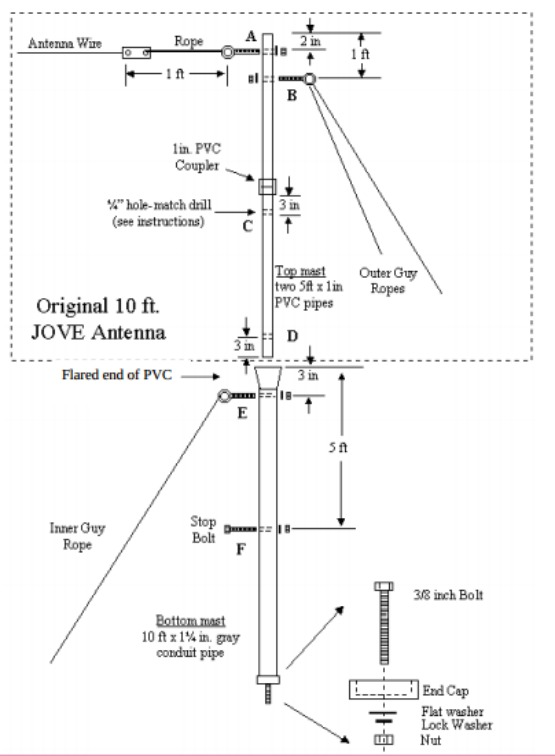 Antenna Wire
Rope
A
2 in
1 ft
1 ft
B
1in. PVC
Coupler
¼" hole-match drill
(see instructions)
C
3 in
Top mast
two 5ft x 1in
PVC pipes
Outer Guy
Ropes
Original 10 ft.
JOVE Antenna
3 in
D
Flared end of PVC
3 in
E
5 ft
Inner Guy
Rope
Stop
Bolt
F
Bottom mast
10 ft x 1¼ in. gray
conduit pipe
3/8 inch Bolt
End Cap
Flat washer
Lock Washer
Nut